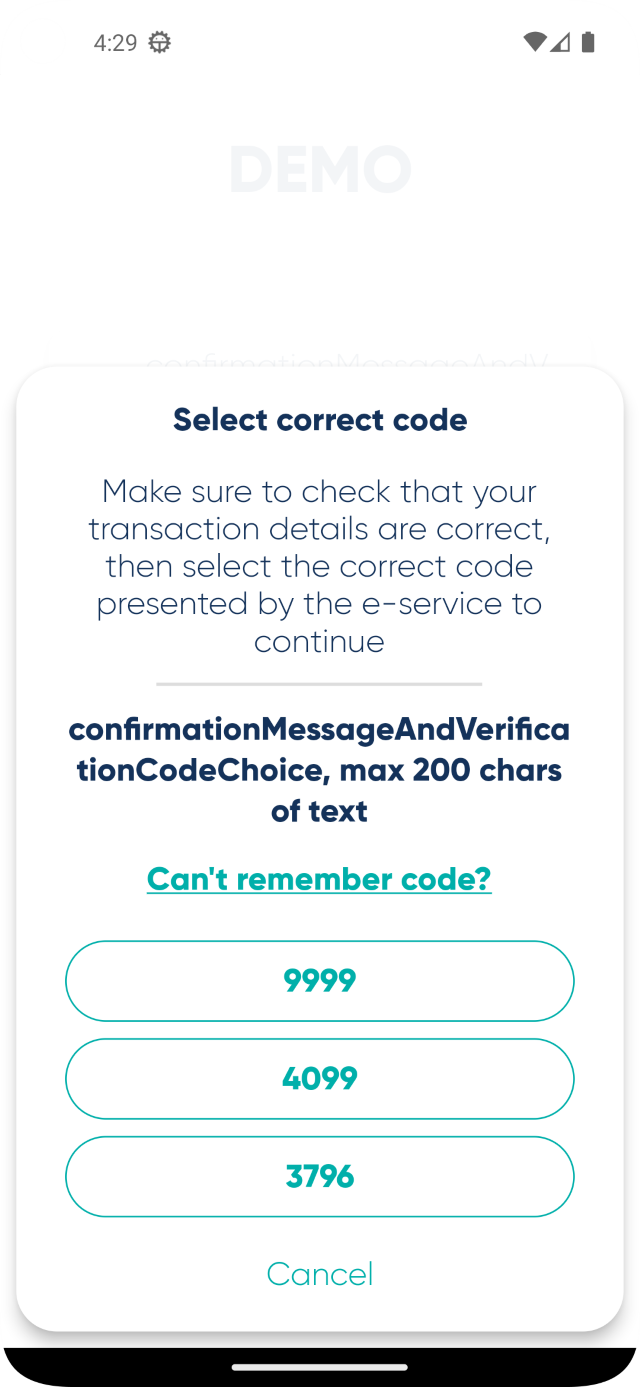 4:29
DEMO
confirmationMessageAndV
Select correct code
Make sure to check that your
transaction details are correct,
then select the correct code
presented by the e-service to
continue
confirmationMessageAndVerifica
tionCodeChoice, max 200 chars
of text
Can't remember code?
9999
4099
3796
Cancel